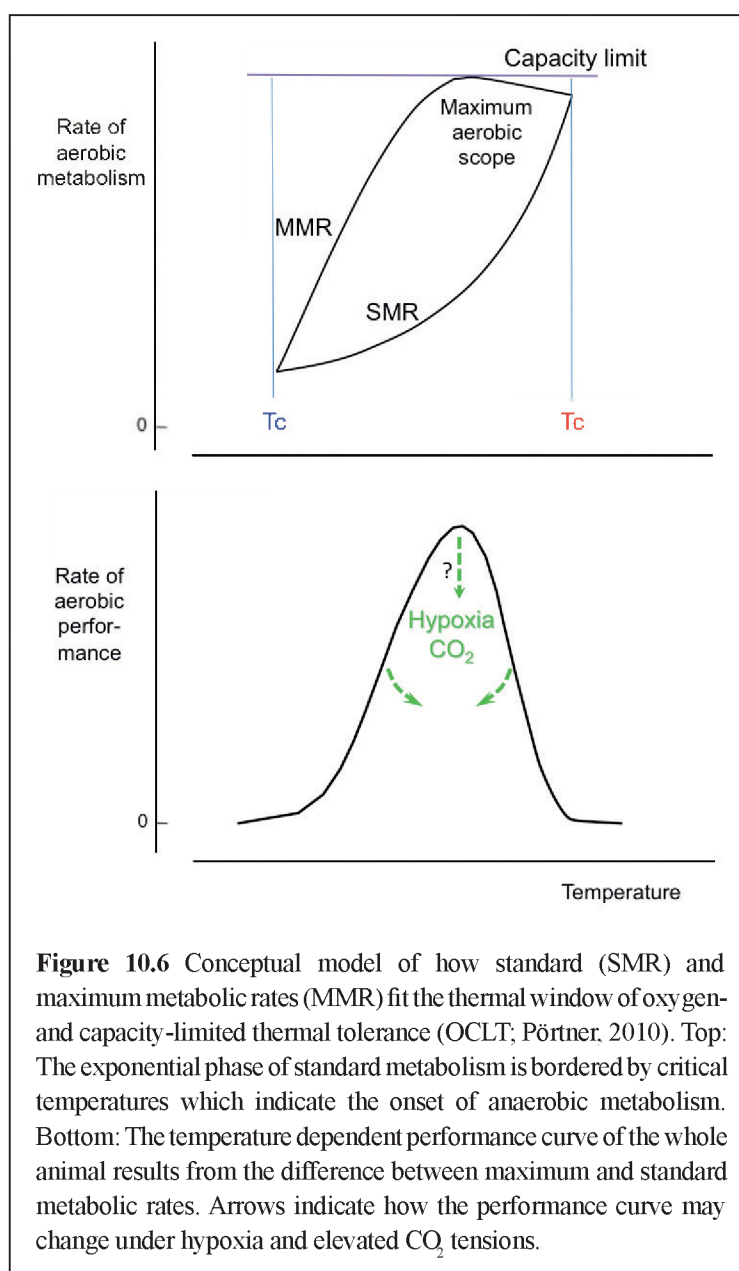 Capacity limit
Rate of
aerobic
metabolism
Maximum
aerobic
scope
MMR
SMR
0
Tc
Tc
Rate of
aerobic
perfor-
mance
?
Hypoxia
CO₂
0
Temperature
Figure 10.6 Conceptual model of how standard (SMR) and
maximum metabolic rates (MMR) fit the thermal window of oxygen-
and capacity-limited thermal tolerance (OCLT; Pörtner, 2010). Top:
The exponential phase of standard metabolism is bordered by critical
temperatures which indicate the onset of anaerobic metabolism.
Bottom: The temperature dependent performance curve of the whole
animal results from the difference between maximum and standard
metabolic rates. Arrows indicate how the performance curve may
change under hypoxia and elevated CO₂ tensions.